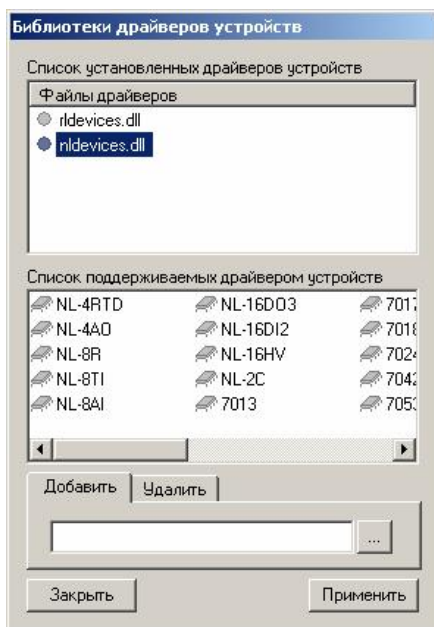 Библиотеки драйверов устройств
Список установленных драйверов устройств
Файлы драйверов
rldevices.dll
nldevices.dll
Список поддерживаемых драйвером устройств
NL-4RTD NL-16DO3
NL-4AO NL-16DI2
NL-8R NL-16HV
NL-8TI NL-2C
NL-8AI 7013
Добавить Удалить
...
Закрыть Применить